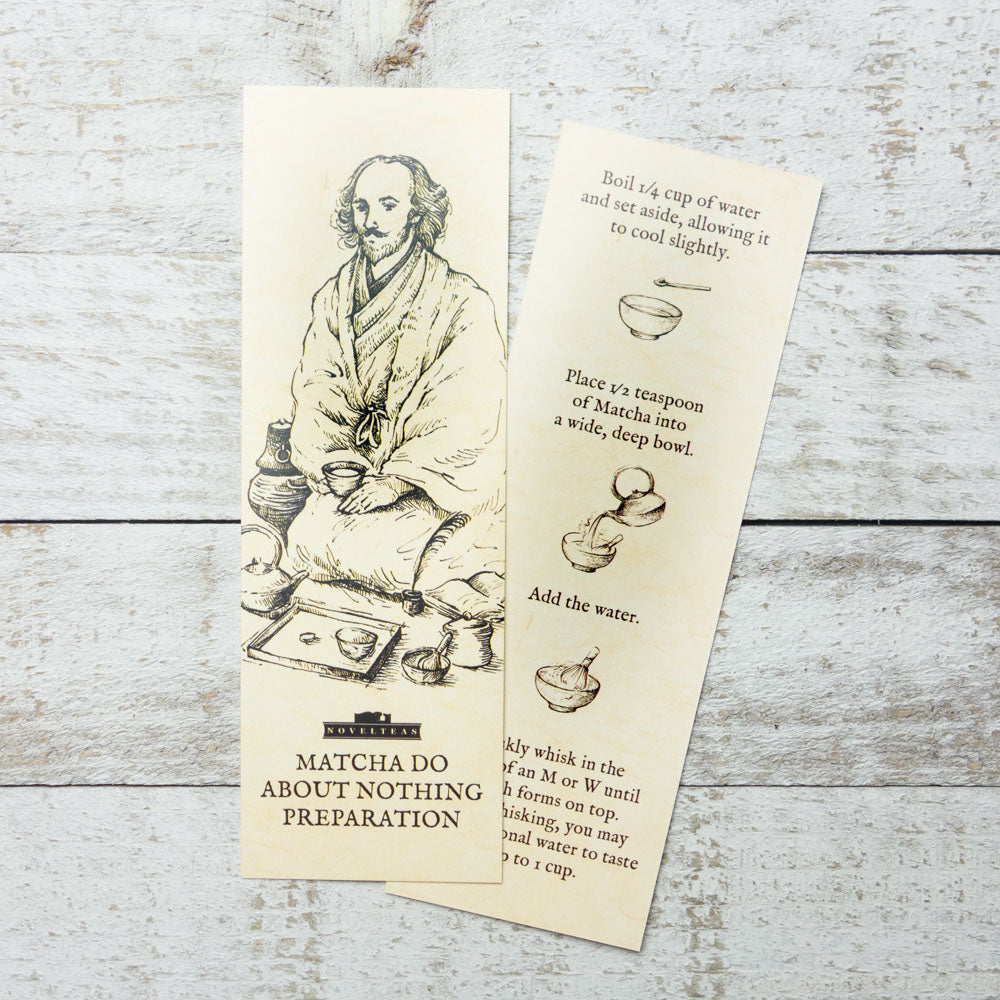 NOVELTEAS
MATCHA DO
ABOUT NOTHING
PREPARATION
Boil 1/4 cup of water
and set aside, allowing it
to cool slightly.
Place 1/2 teaspoon
of Matcha into
a wide, deep bowl.
Add the water.
whisk in the
of an M or W until
forms on top.
you may
water to taste
to 1 cup.